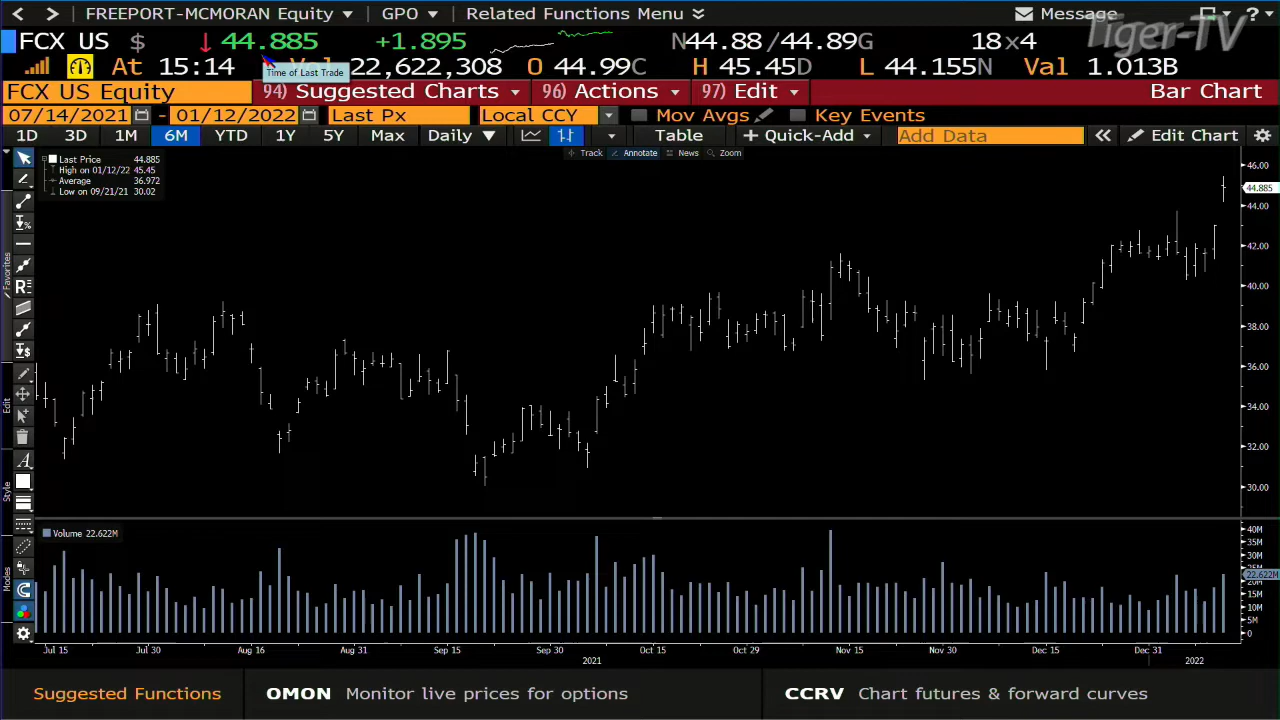 FREEPORT-MCMORAN Equity GPO Related Functions Menu Message ?
Tiger-TV
FCX US $ ↓ 44.885 +1.895 N44.88/44.89G 18x4
At 15:14 Vol 22,622,308 O 44.99C H 45.45D L 44.155N Val 1.013B
Time of Last Trade
FCX US Equity 94) Suggested Charts 96) Actions 97) Edit Bar Chart
07/14/2021 - 01/12/2022 Last Px Local CCY Mov Avgs Key Events
1D 3D 1M 6M YTD 1Y 5Y Max Daily ▼ Table + Quick-Add Add Data « Edit Chart
Track Annotate News Zoom
Last Price 44.885
High on 01/12/22 45.45
Average 36.972
Low on 09/21/21 30.02
46.00
44.885
44.00
42.00
40.00
38.00
36.00
34.00
32.00
30.00
Favorites
Edit
Style
Modes
Volume 22.622M
40M
35M
30M
25M
22.622M
20M
15M
10M
5M
0
Jul 15 Jul 30 Aug 16 Aug 31 Sep 15 Sep 30 Oct 15 Oct 29 Nov 15 Nov 30 Dec 15 Dec 31
2021 2022
Suggested Functions OMON Monitor live prices for options CCRV Chart futures & forward curves